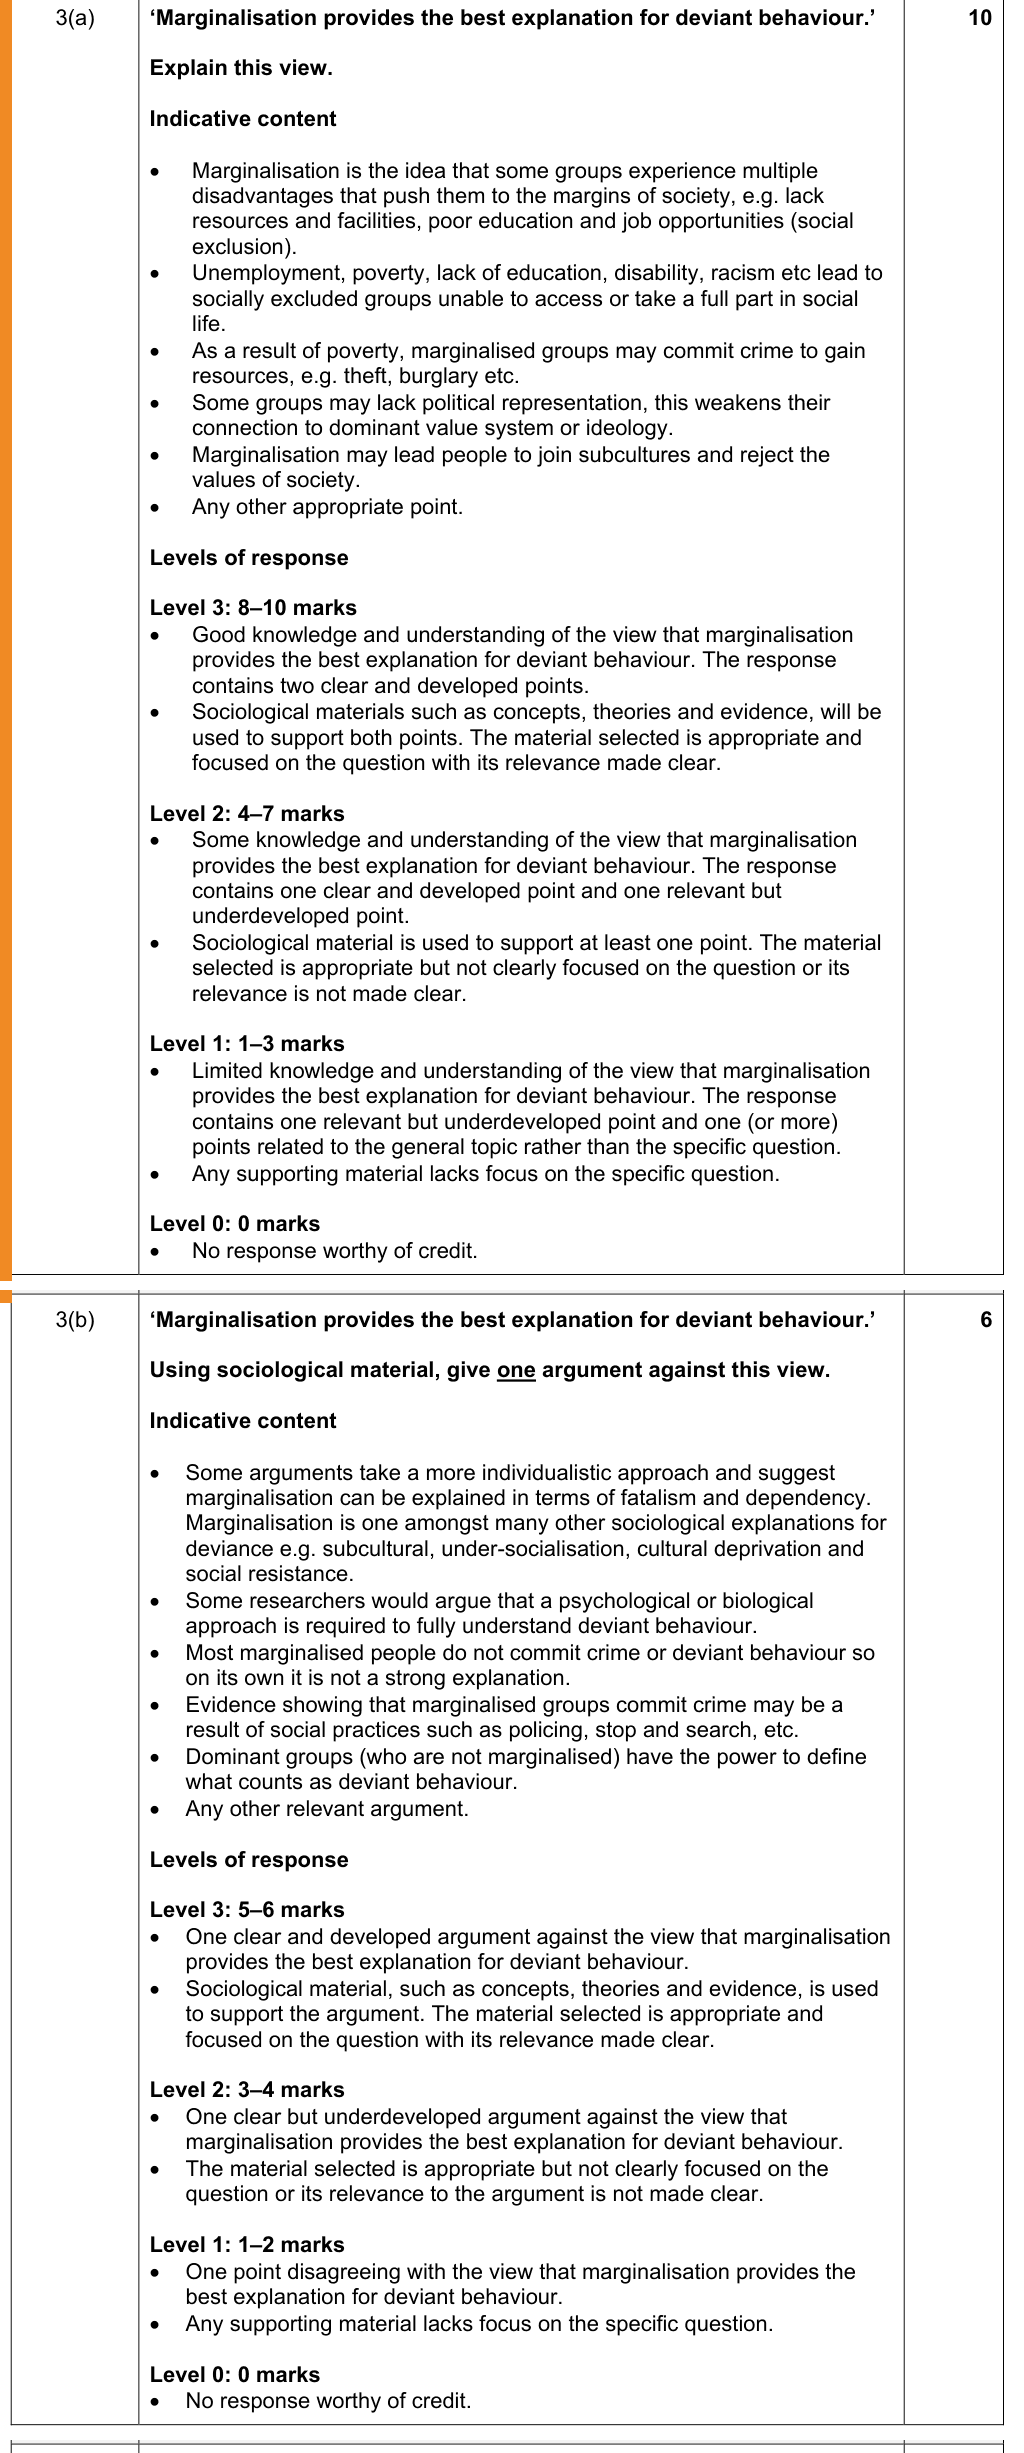 3(a) ‘Marginalisation provides the best explanation for deviant behaviour.’ 10
Explain this view.
Indicative content
• Marginalisation is the idea that some groups experience multiple
disadvantages that push them to the margins of society, e.g. lack
resources and facilities, poor education and job opportunities (social
exclusion).
• Unemployment, poverty, lack of education, disability, racism etc lead to
socially excluded groups unable to access or take a full part in social
life.
• As a result of poverty, marginalised groups may commit crime to gain
resources, e.g. theft, burglary etc.
• Some groups may lack political representation, this weakens their
connection to dominant value system or ideology.
• Marginalisation may lead people to join subcultures and reject the
values of society.
• Any other appropriate point.
Levels of response
Level 3: 8–10 marks
• Good knowledge and understanding of the view that marginalisation
provides the best explanation for deviant behaviour. The response
contains two clear and developed points.
• Sociological materials such as concepts, theories and evidence, will be
used to support both points. The material selected is appropriate and
focused on the question with its relevance made clear.
Level 2: 4–7 marks
• Some knowledge and understanding of the view that marginalisation
provides the best explanation for deviant behaviour. The response
contains one clear and developed point and one relevant but
underdeveloped point.
• Sociological material is used to support at least one point. The material
selected is appropriate but not clearly focused on the question or its
relevance is not made clear.
Level 1: 1–3 marks
• Limited knowledge and understanding of the view that marginalisation
provides the best explanation for deviant behaviour. The response
contains one relevant but underdeveloped point and one (or more)
points related to the general topic rather than the specific question.
• Any supporting material lacks focus on the specific question.
Level 0: 0 marks
• No response worthy of credit.
3(b) ‘Marginalisation provides the best explanation for deviant behaviour.’ 6
Using sociological material, give one argument against this view.
Indicative content
• Some arguments take a more individualistic approach and suggest
marginalisation can be explained in terms of fatalism and dependency.
Marginalisation is one amongst many other sociological explanations for
deviance e.g. subcultural, under-socialisation, cultural deprivation and
social resistance.
• Some researchers would argue that a psychological or biological
approach is required to fully understand deviant behaviour.
• Most marginalised people do not commit crime or deviant behaviour so
on its own it is not a strong explanation.
• Evidence showing that marginalised groups commit crime may be a
result of social practices such as policing, stop and search, etc.
• Dominant groups (who are not marginalised) have the power to define
what counts as deviant behaviour.
• Any other relevant argument.
Levels of response
Level 3: 5–6 marks
• One clear and developed argument against the view that marginalisation
provides the best explanation for deviant behaviour.
• Sociological material, such as concepts, theories and evidence, is used
to support the argument. The material selected is appropriate and
focused on the question with its relevance made clear.
Level 2: 3–4 marks
• One clear but underdeveloped argument against the view that
marginalisation provides the best explanation for deviant behaviour.
• The material selected is appropriate but not clearly focused on the
question or its relevance to the argument is not made clear.
Level 1: 1–2 marks
• One point disagreeing with the view that marginalisation provides the
best explanation for deviant behaviour.
• Any supporting material lacks focus on the specific question.
Level 0: 0 marks
• No response worthy of credit.